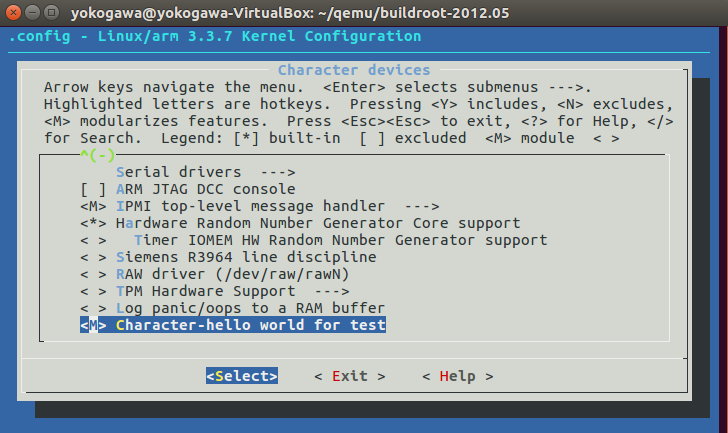 yokogawa@yokogawa-VirtualBox: ~/qemu/buildroot-2012.05
.config - Linux/arm 3.3.7 Kernel Configuration
Character devices
Arrow keys navigate the menu.  <Enter> selects submenus --->.
Highlighted letters are hotkeys.  Pressing <Y> includes, <N> excludes,
<M> modularizes features.  Press <Esc><Esc> to exit, <?> for Help, </>
for Search.  Legend: [*] built-in  [ ] excluded  <M> module  < >
^(-)
Serial drivers  --->
[ ] ARM JTAG DCC console
<M> IPMI top-level message handler  --->
<*> Hardware Random Number Generator Core support
< >   Timer IOMEM HW Random Number Generator support
< > Siemens R3964 line discipline
< > RAW driver (/dev/raw/rawN)
< > TPM Hardware Support  --->
< > Log panic/oops to a RAM buffer
<M> Character-hello world for test
<Select>    < Exit >    < Help >